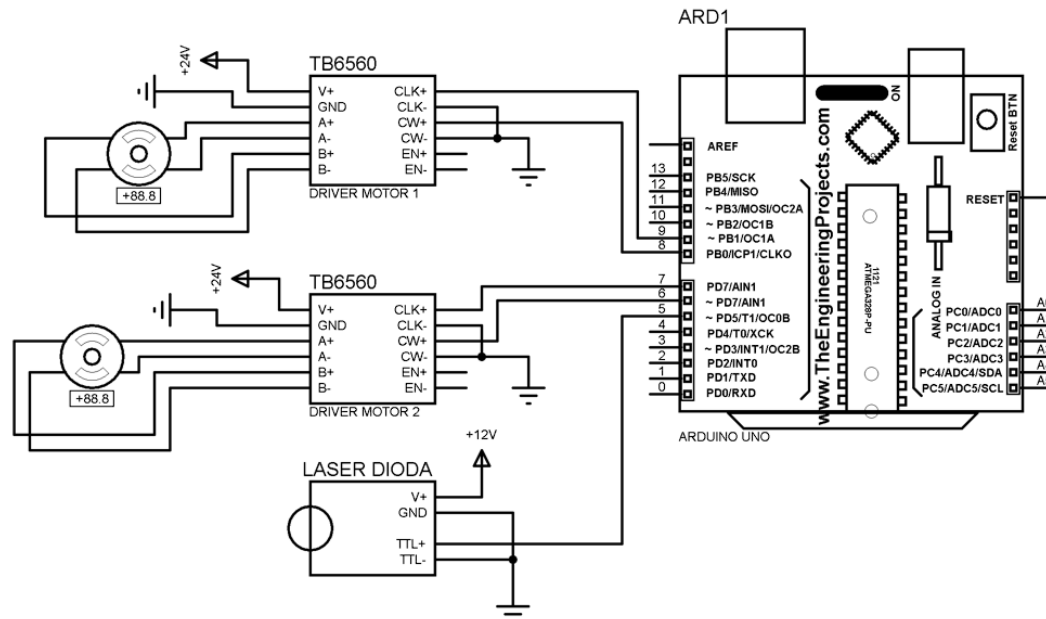 ARD1
+24V
TB6560
V+
GND
A+
A-
B+
B-
CLK+
CLK-
CW+
CW-
EN+
EN-
+88.8
DRIVER MOTOR 1
+24V
TB6560
V+
GND
A+
A-
B+
B-
CLK+
CLK-
CW+
CW-
EN+
EN-
+88.8
DRIVER MOTOR 2
+12V
LASER DIODA
V+
GND
TTL+
TTL-
ON
Reset BTN
AREF
13 PB5/SCK
12 PB4/MISO
11 ~ PB3/MOSI/OC2A
10 ~ PB2/OC1B
9 ~ PB1/OC1A
8 PB0/ICP1/CLKO
7 PD7/AIN1
6 ~ PD7/AIN1
5 ~ PD5/T1/OC0B
4 PD4/T0/XCK
3 ~ PD3/INT1/OC2B
2 PD2/INT0
1 PD1/TXD
0 PD0/RXD
www.TheEngineeringProjects.com
1121
ATMEGA328P-PU
ANALOG IN
RESET
PC0/ADC0
PC1/ADC1
PC2/ADC2
PC3/ADC3
PC4/ADC4/SDA
PC5/ADC5/SCL
ARDUINO UNO